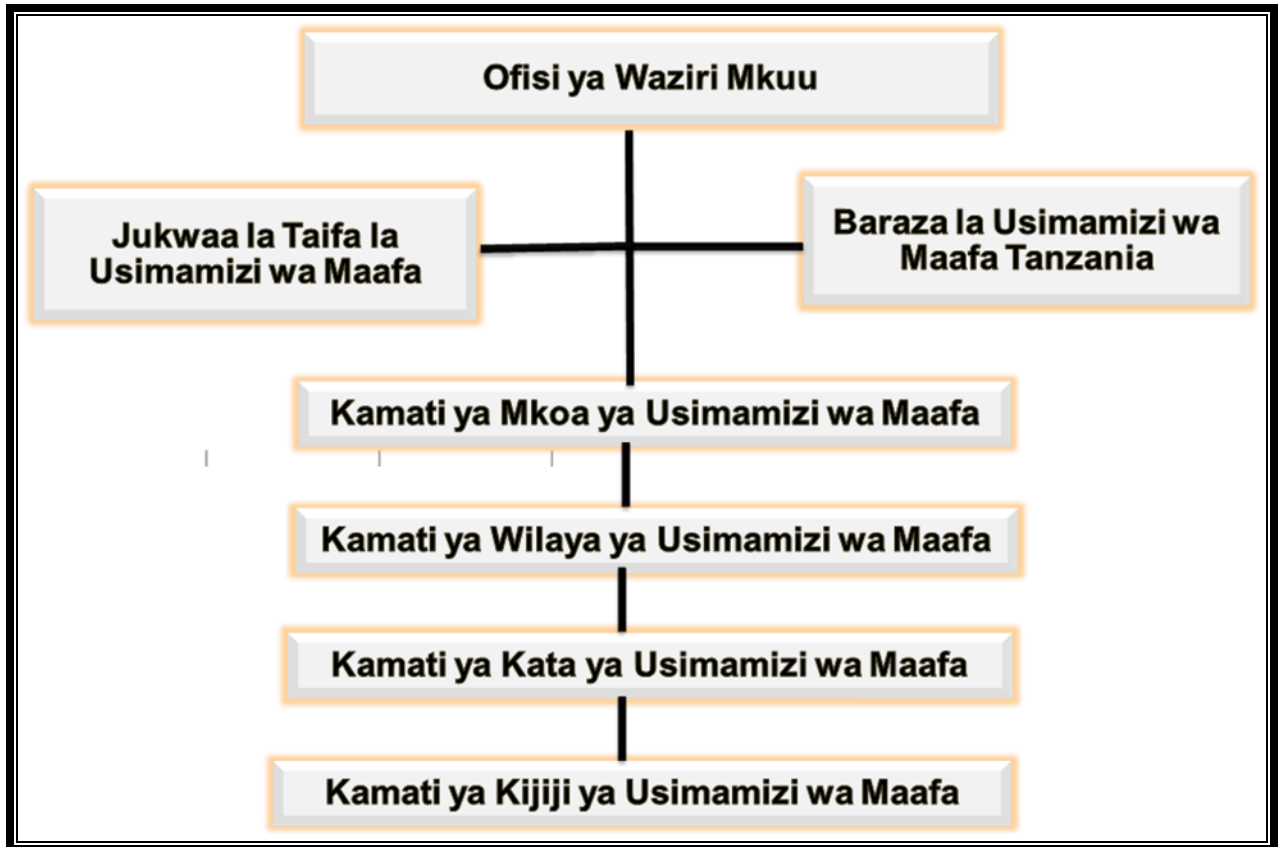 Ofisi ya Waziri Mkuu
Jukwaa la Taifa la
Usimamizi wa Maafa
Baraza la Usimamizi wa
Maafa Tanzania
Kamati ya Mkoa ya Usimamizi wa Maafa
Kamati ya Wilaya ya Usimamizi wa Maafa
Kamati ya Kata ya Usimamizi wa Maafa
Kamati ya Kijiji ya Usimamizi wa Maafa